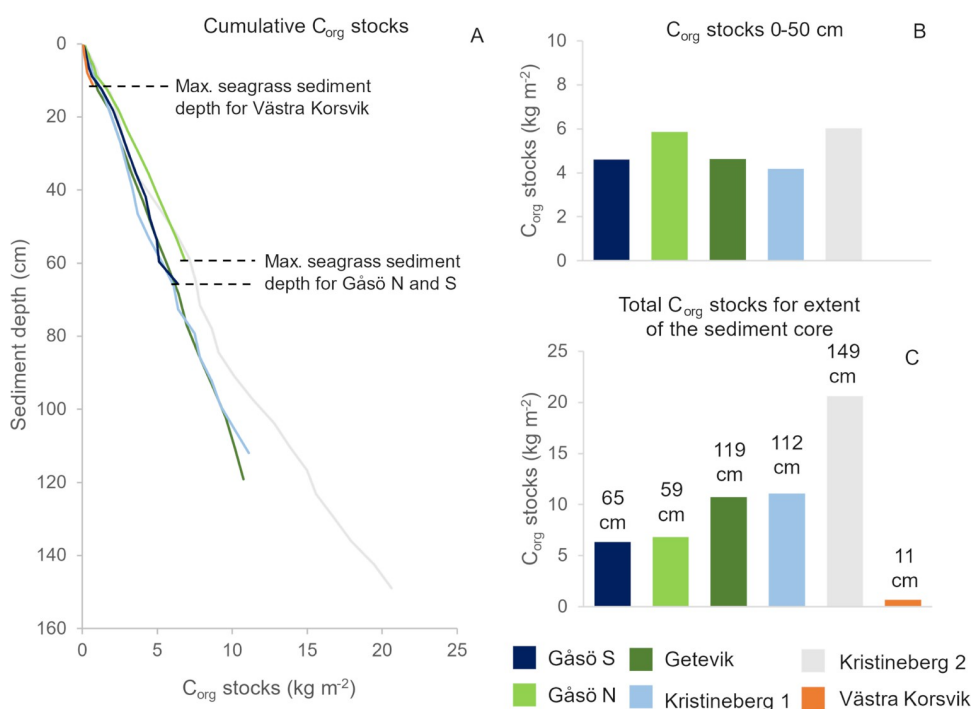 Cumulative Corg stocks
A
0
20
40
60
80
100
120
140
160
Sediment depth (cm)
Max. seagrass sediment
depth for Västra Korsvik
Max. seagrass sediment
depth for Gåsö N and S
0
5
10
15
20
25
Corg stocks (kg m-2)
Corg stocks 0-50 cm
B
10
8
6
4
2
0
Corg stocks (kg m-2)
Total Corg stocks for extent
of the sediment core
C
25
20
15
10
5
0
Corg stocks (kg m-2)
65
cm
59
cm
119
cm
112
cm
149
cm
11
cm
Gåsö S
Getevik
Kristineberg 2
Gåsö N
Kristineberg 1
Västra Korsvik